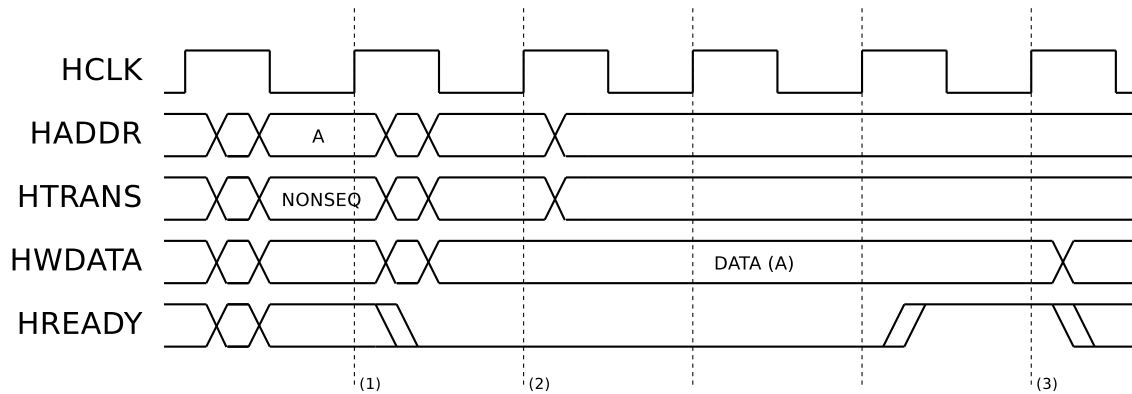 HCLK
HADDR A
HTRANS NONSEQ
HWDATA DATA (A)
HREADY
(1) (2) (3)